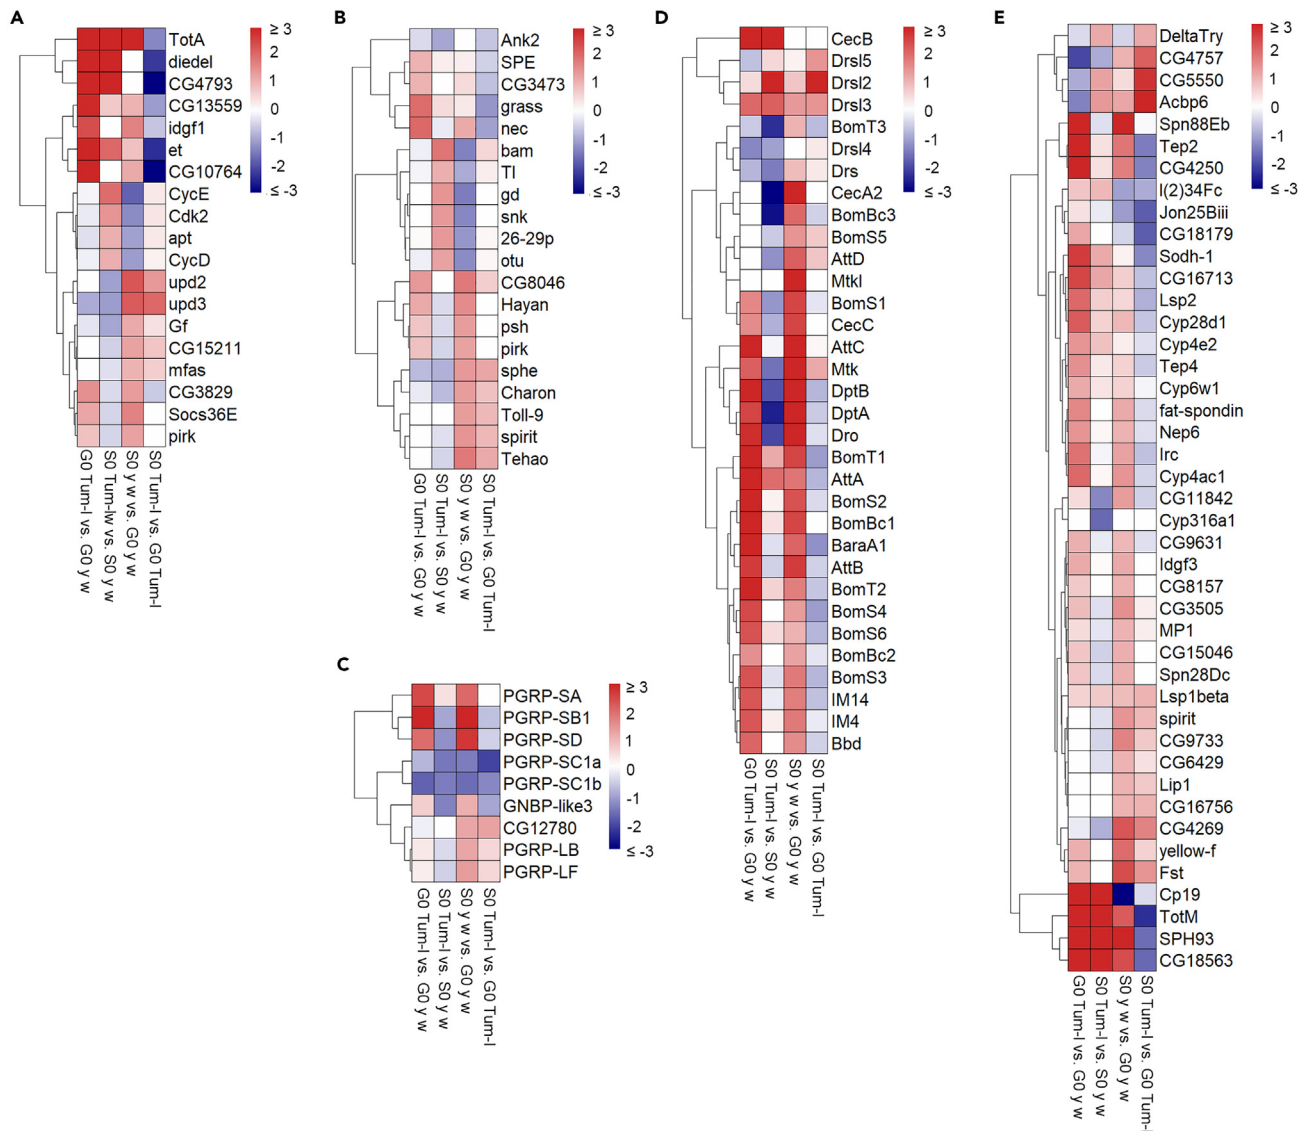 A
TotA
diedel
CG4793
CG13559
idgf1
et
CG10764
CycE
Cdk2
apt
CycD
upd2
upd3
Gf
CG15211
mfas
CG3829
Socs36E
pirk
≥ 3
2
1
0
-1
-2
≤ -3
G0 Tum-l vs. G0 y w
S0 Tum-lw vs. S0 y w
S0 y w vs. G0 y w
S0 Tum-l vs. G0 Tum-l
B
Ank2
SPE
CG3473
grass
nec
bam
Tl
gd
snk
26-29p
otu
CG8046
Hayan
psh
pirk
sphe
Charon
Toll-9
spirit
Tehao
≥ 3
2
1
0
-1
-2
≤ -3
G0 Tum-l vs. G0 y w
S0 Tum-l vs. S0 y w
S0 y w vs. G0 y w
S0 Tum-l vs. G0 Tum-l
C
PGRP-SA
PGRP-SB1
PGRP-SD
PGRP-SC1a
PGRP-SC1b
GNBP-like3
CG12780
PGRP-LB
PGRP-LF
≥ 3
2
1
0
-1
-2
≤ -3
G0 Tum-l vs. G0 y w
S0 Tum-l vs. S0 y w
S0 y w vs. G0 y w
S0 Tum-l vs. G0 Tum-l
D
CecB
Drsl5
Drsl2
Drsl3
BomT3
Drsl4
Drs
CecA2
BomBc3
BomS5
AttD
Mtkl
BomS1
CecC
AttC
Mtk
DptB
DptA
Dro
BomT1
AttA
BomS2
BomBc1
BaraA1
AttB
BomT2
BomS4
BomS6
BomBc2
BomS3
IM14
IM4
Bbd
≥ 3
2
1
0
-1
-2
≤ -3
G0 Tum-l vs. G0 y w
S0 Tum-l vs. S0 y w
S0 y w vs. G0 y w
S0 Tum-l vs. G0 Tum-l
E
DeltaTry
CG4757
CG5550
Acbp6
Spn88Eb
Tep2
CG4250
l(2)34Fc
Jon25Biii
CG18179
Sodh-1
CG16713
Lsp2
Cyp28d1
Cyp4e2
Tep4
Cyp6w1
fat-spondin
Nep6
Irc
Cyp4ac1
CG11842
Cyp316a1
CG9631
Idgf3
CG8157
CG3505
MP1
CG15046
Spn28Dc
Lsp1beta
spirit
CG9733
CG6429
Lip1
CG16756
CG4269
yellow-f
Fst
Cp19
TotM
SPH93
CG18563
≥ 3
2
1
0
-1
-2
≤ -3
G0 Tum-l vs. G0 y w
S0 Tum-l vs. S0 y w
S0 y w vs. G0 y w
S0 Tum-l vs. G0 Tum-l